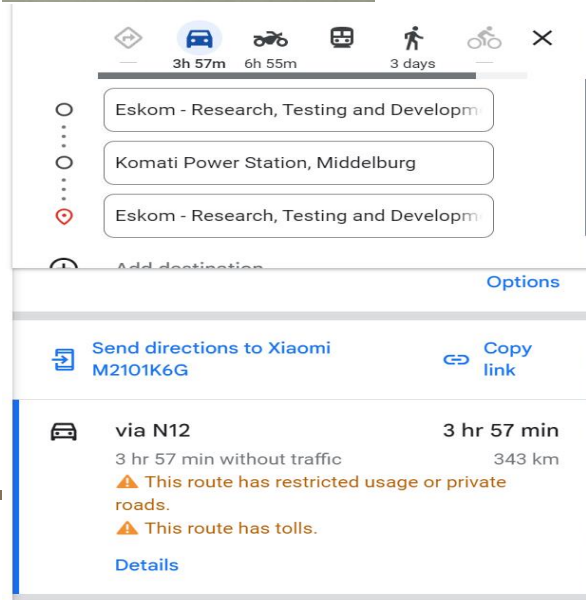 3h 57m
6h 55m
3 days
Eskom - Research, Testing and Developm
Komati Power Station, Middelburg
Eskom - Research, Testing and Developm
Add destination
Options
Send directions to Xiaomi
M2101K6G
Copy
link
via N12
3 hr 57 min
3 hr 57 min without traffic
343 km
This route has restricted usage or private
roads.
This route has tolls.
Details